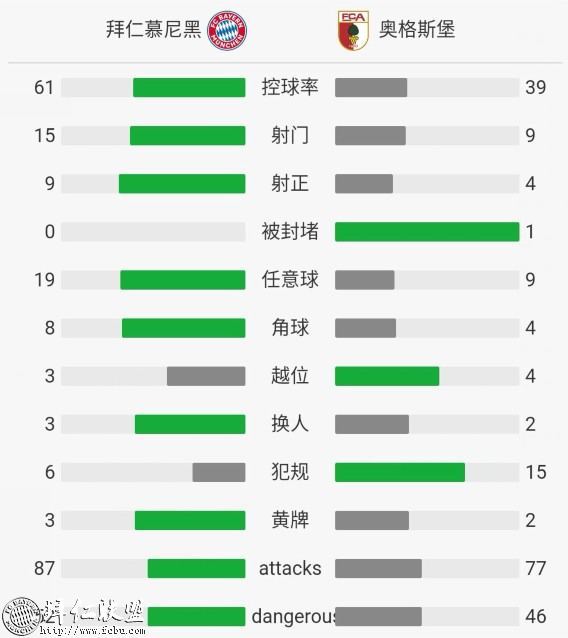 拜仁慕尼黑 FC BAYERN MÜNCHEN FCA 奥格斯堡
61 控球率 39
15 射门 9
9 射正 4
0 被封堵 1
19 任意球 9
8 角球 4
3 越位 4
3 换人 2
6 犯规 15
3 黄牌 2
87 attacks 77
dangerous 46
拜仁联盟
http://www.fcbu.com